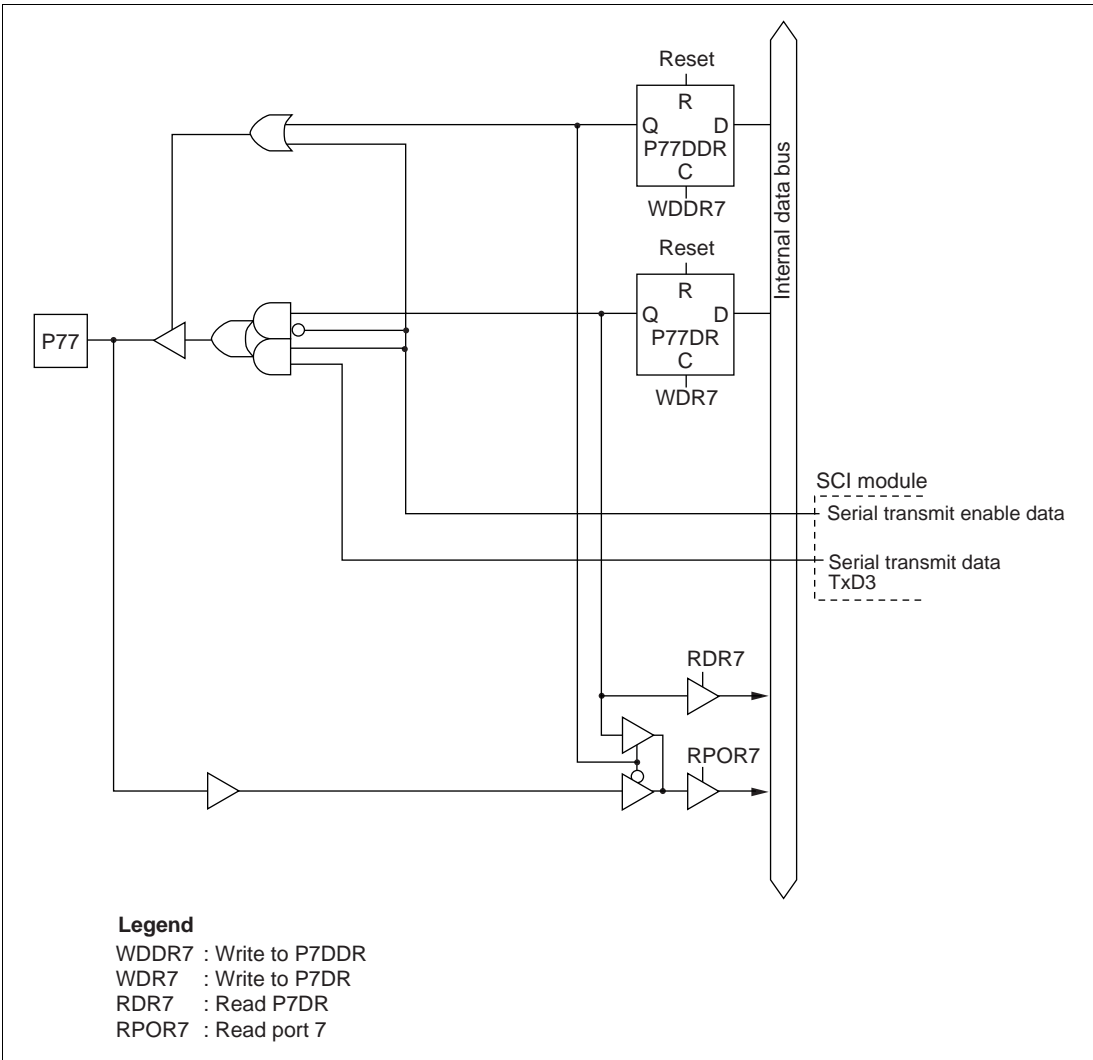 Reset
R
Q D
P77DDR
C
WDDR7
Internal data bus
Reset
R
Q D
P77DR
C
WDR7
P77
SCI module
Serial transmit enable data
Serial transmit data
TxD3
RDR7
RPOR7
Legend
WDDR7 : Write to P7DDR
WDR7 : Write to P7DR
RDR7 : Read P7DR
RPOR7 : Read port 7